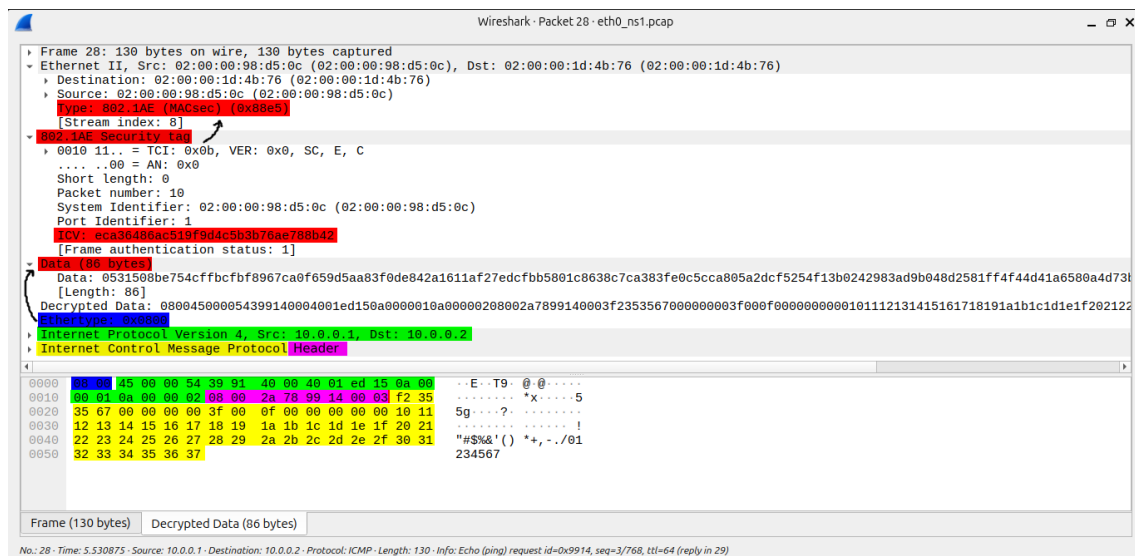 Wireshark · Packet 28 · eth0_ns1.pcap
Frame 28: 130 bytes on wire, 130 bytes captured
Ethernet II, Src: 02:00:00:98:d5:0c (02:00:00:98:d5:0c), Dst: 02:00:00:1d:4b:76 (02:00:00:1d:4b:76)
Destination: 02:00:00:1d:4b:76 (02:00:00:1d:4b:76)
Source: 02:00:00:98:d5:0c (02:00:00:98:d5:0c)
Type: 802.1AE (MACsec) (0x88e5)
[Stream index: 8]
802.1AE Security tag
0010 11.. = TCI: 0x0b, VER: 0x0, SC, E, C
.... ..00 = AN: 0x0
Short length: 0
Packet number: 10
System Identifier: 02:00:00:98:d5:0c (02:00:00:98:d5:0c)
Port Identifier: 1
ICV: eca36486ac519f9d4c5b3b76ae788b42
[Frame authentication status: 1]
Data (86 bytes)
Data: 0531508be754cffbcfbf8967ca0f659d5aa83f0de842a1611af27edcfbb5801c8638c7ca383fe0c5cca805a2dcf5254f13b0242983ad9b048d2581ff4f44d41a6580a4d73b
[Length: 86]
Decrypted Data: 080045000054399140004001ed150a0000010a00000208002a7899140003f2353567000000003f000f0000000000101112131415161718191a1b1c1d1e1f202122
Ethertype: 0x0800
Internet Protocol Version 4, Src: 10.0.0.1, Dst: 10.0.0.2
Internet Control Message Protocol Header
0000 08 00 45 00 00 54 39 91 40 00 40 01 ed 15 0a 00 ··E··T9· @·@·····
0010 00 01 0a 00 00 02 08 00 2a 78 99 14 00 03 f2 35 ········ *x·····5
0020 35 67 00 00 00 00 3f 00 0f 00 00 00 00 00 10 11 5g····?· ········
0030 12 13 14 15 16 17 18 19 1a 1b 1c 1d 1e 1f 20 21 ········ ······ !
0040 22 23 24 25 26 27 28 29 2a 2b 2c 2d 2e 2f 30 31 "#$%&'() *+,-./01
0050 32 33 34 35 36 37 234567
Frame (130 bytes) Decrypted Data (86 bytes)
No.: 28 · Time: 5.530875 · Source: 10.0.0.1 · Destination: 10.0.0.2 · Protocol: ICMP · Length: 130 · Info: Echo (ping) request id=0x9914, seq=3/768, ttl=64 (reply in 29)